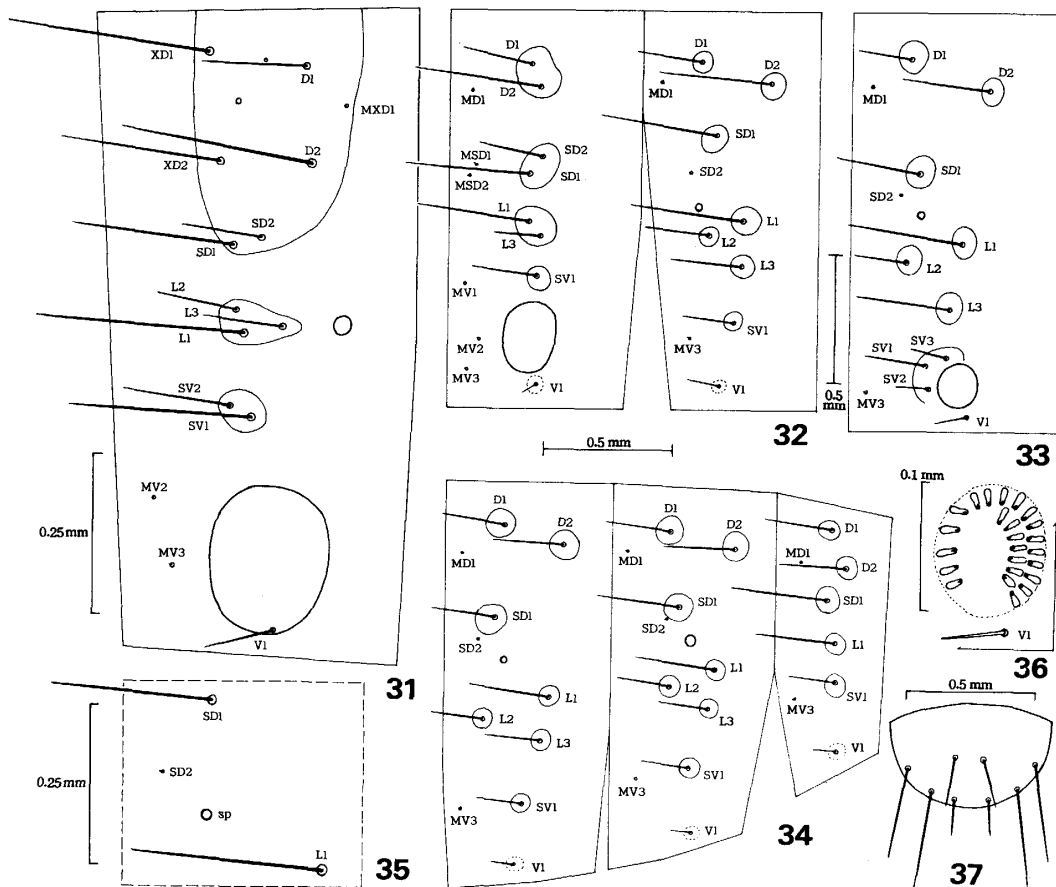 XD1
D1
MXD1
XD2
D2
SD2
SD1
L2
L3
L1
SV2
SV1
MV2
MV3
V1
0.25 mm
31
D1
D2
MD1
SD2
MSD1
MSD2
SD1
L1
L3
SV1
MV1
MV2
MV3
V1
D1
D2
MD1
SD1
SD2
L1
L2
L3
SV1
MV3
V1
32
0.5 mm
D1
D2
MD1
SD1
SD2
L1
L2
L3
SV3
SV1
SV2
MV3
V1
0.5
mm
33
D1
D2
MD1
SD1
SD2
L1
L2
L3
SV1
MV3
V1
D1
D2
MD1
SD1
SD2
L1
L2
L3
SV1
MV3
V1
D1
MD1
D2
SD1
L1
SV1
MV3
V1
34
SD1
SD2
sp
L1
0.25 mm
35
0.1 mm
V1
36
0.5 mm
37